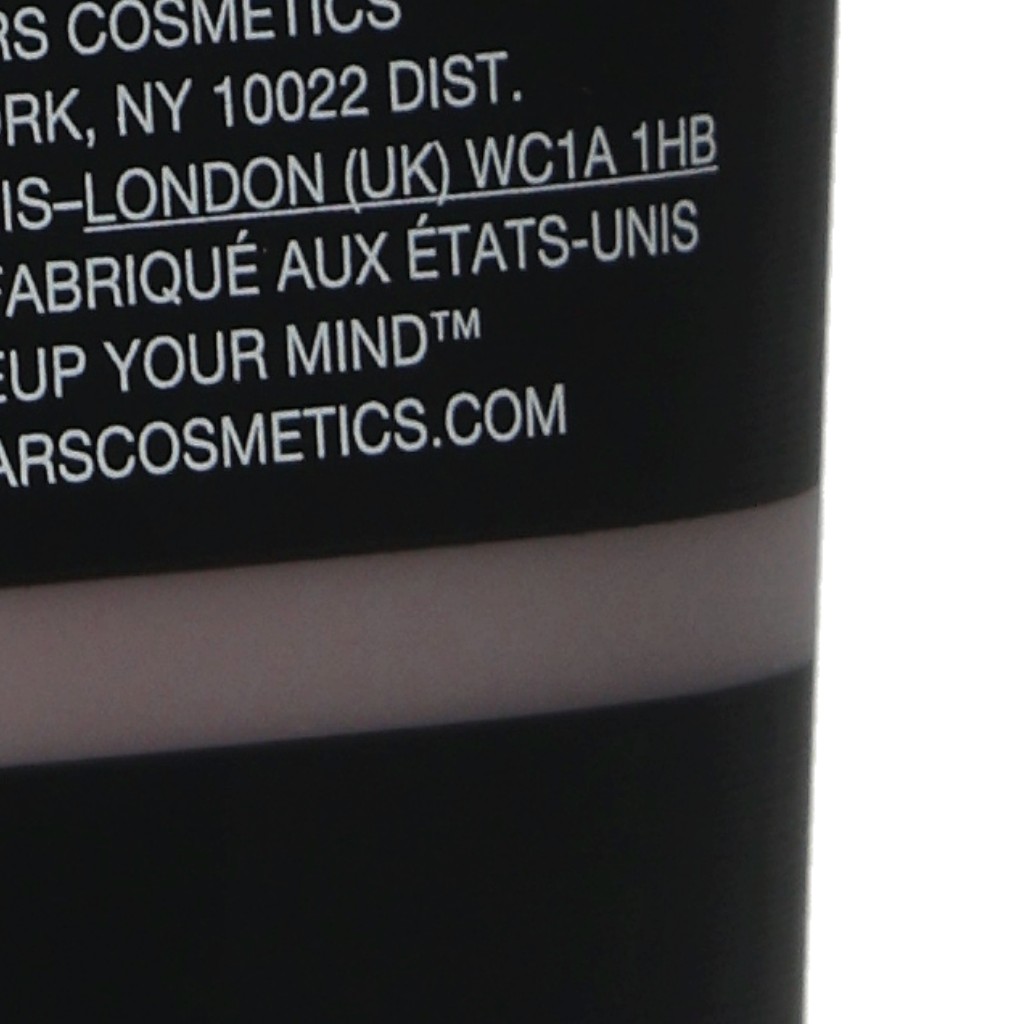 RS COSMETICS
ORK, NY 10022 DIST.
IS–LONDON (UK) WC1A 1HB
FABRIQUÉ AUX ÉTATS-UNIS
EUP YOUR MIND™
ARSCOSMETICS.COM